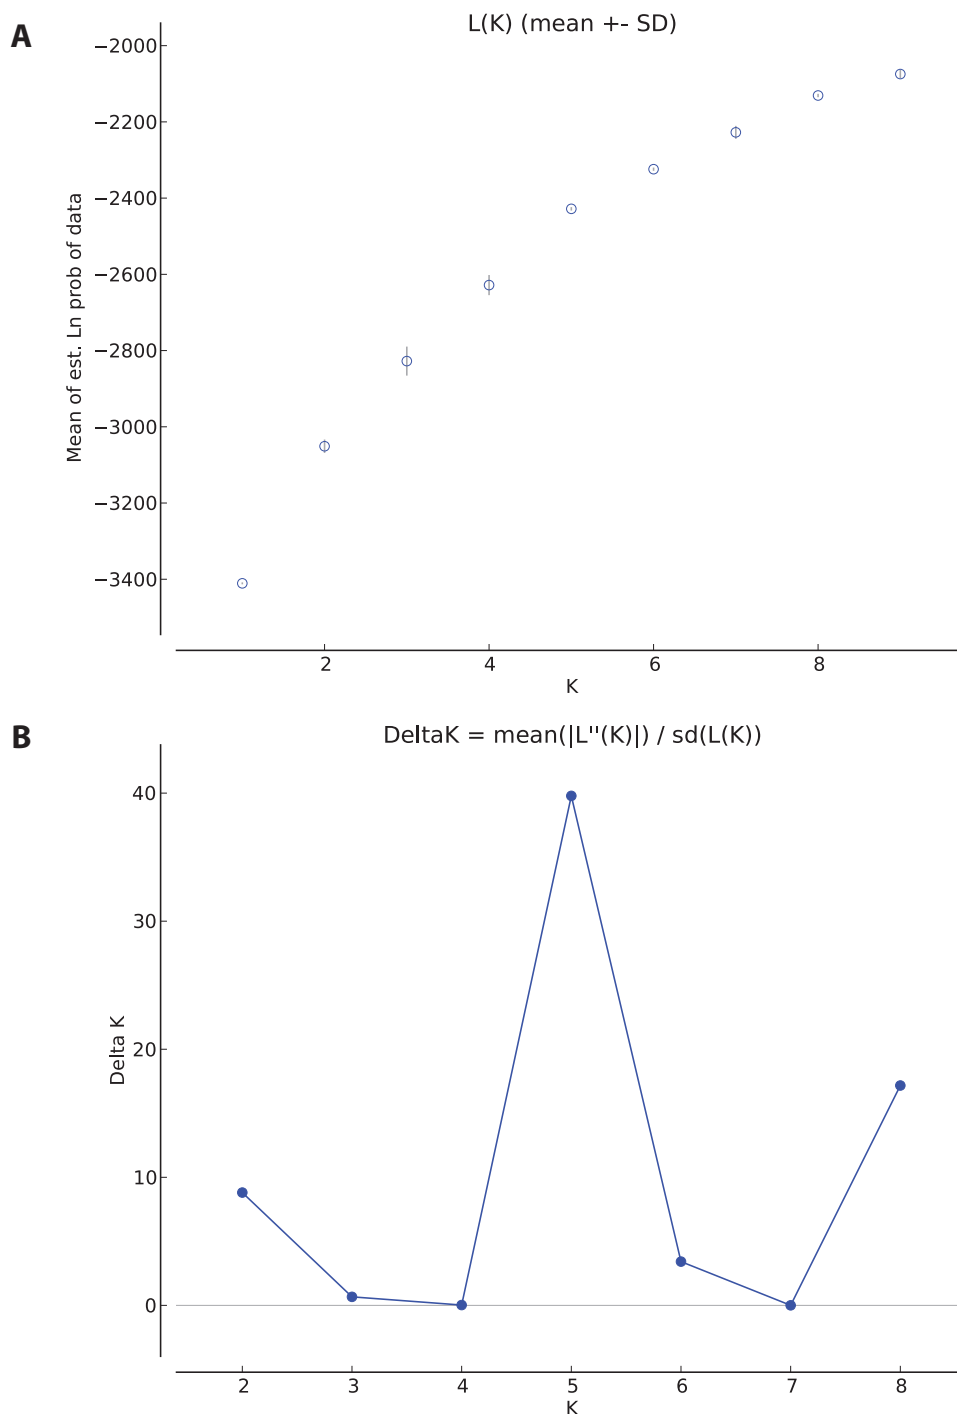 A
L(K) (mean +- SD)
−2000
−2200
−2400
−2600
−2800
−3000
−3200
−3400
Mean of est. Ln prob of data
2 4 6 8
K
B
DeltaK = mean(|L''(K)|) / sd(L(K))
40
30
20
10
0
Delta K
2 3 4 5 6 7 8
K